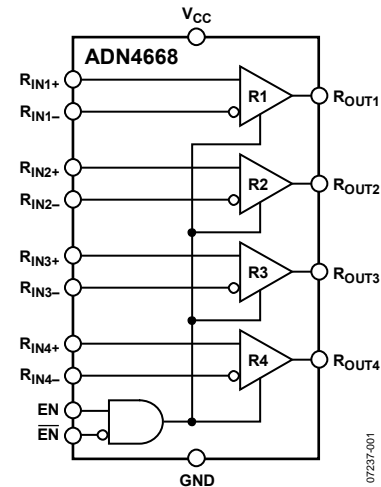 VCC
ADN4668
RIN1+
R1
ROUT1
RIN1–
RIN2+
R2
ROUT2
RIN2–
RIN3+
R3
ROUT3
RIN3–
RIN4+
R4
ROUT4
RIN4–
EN
E̅N̅
GND
07237-001